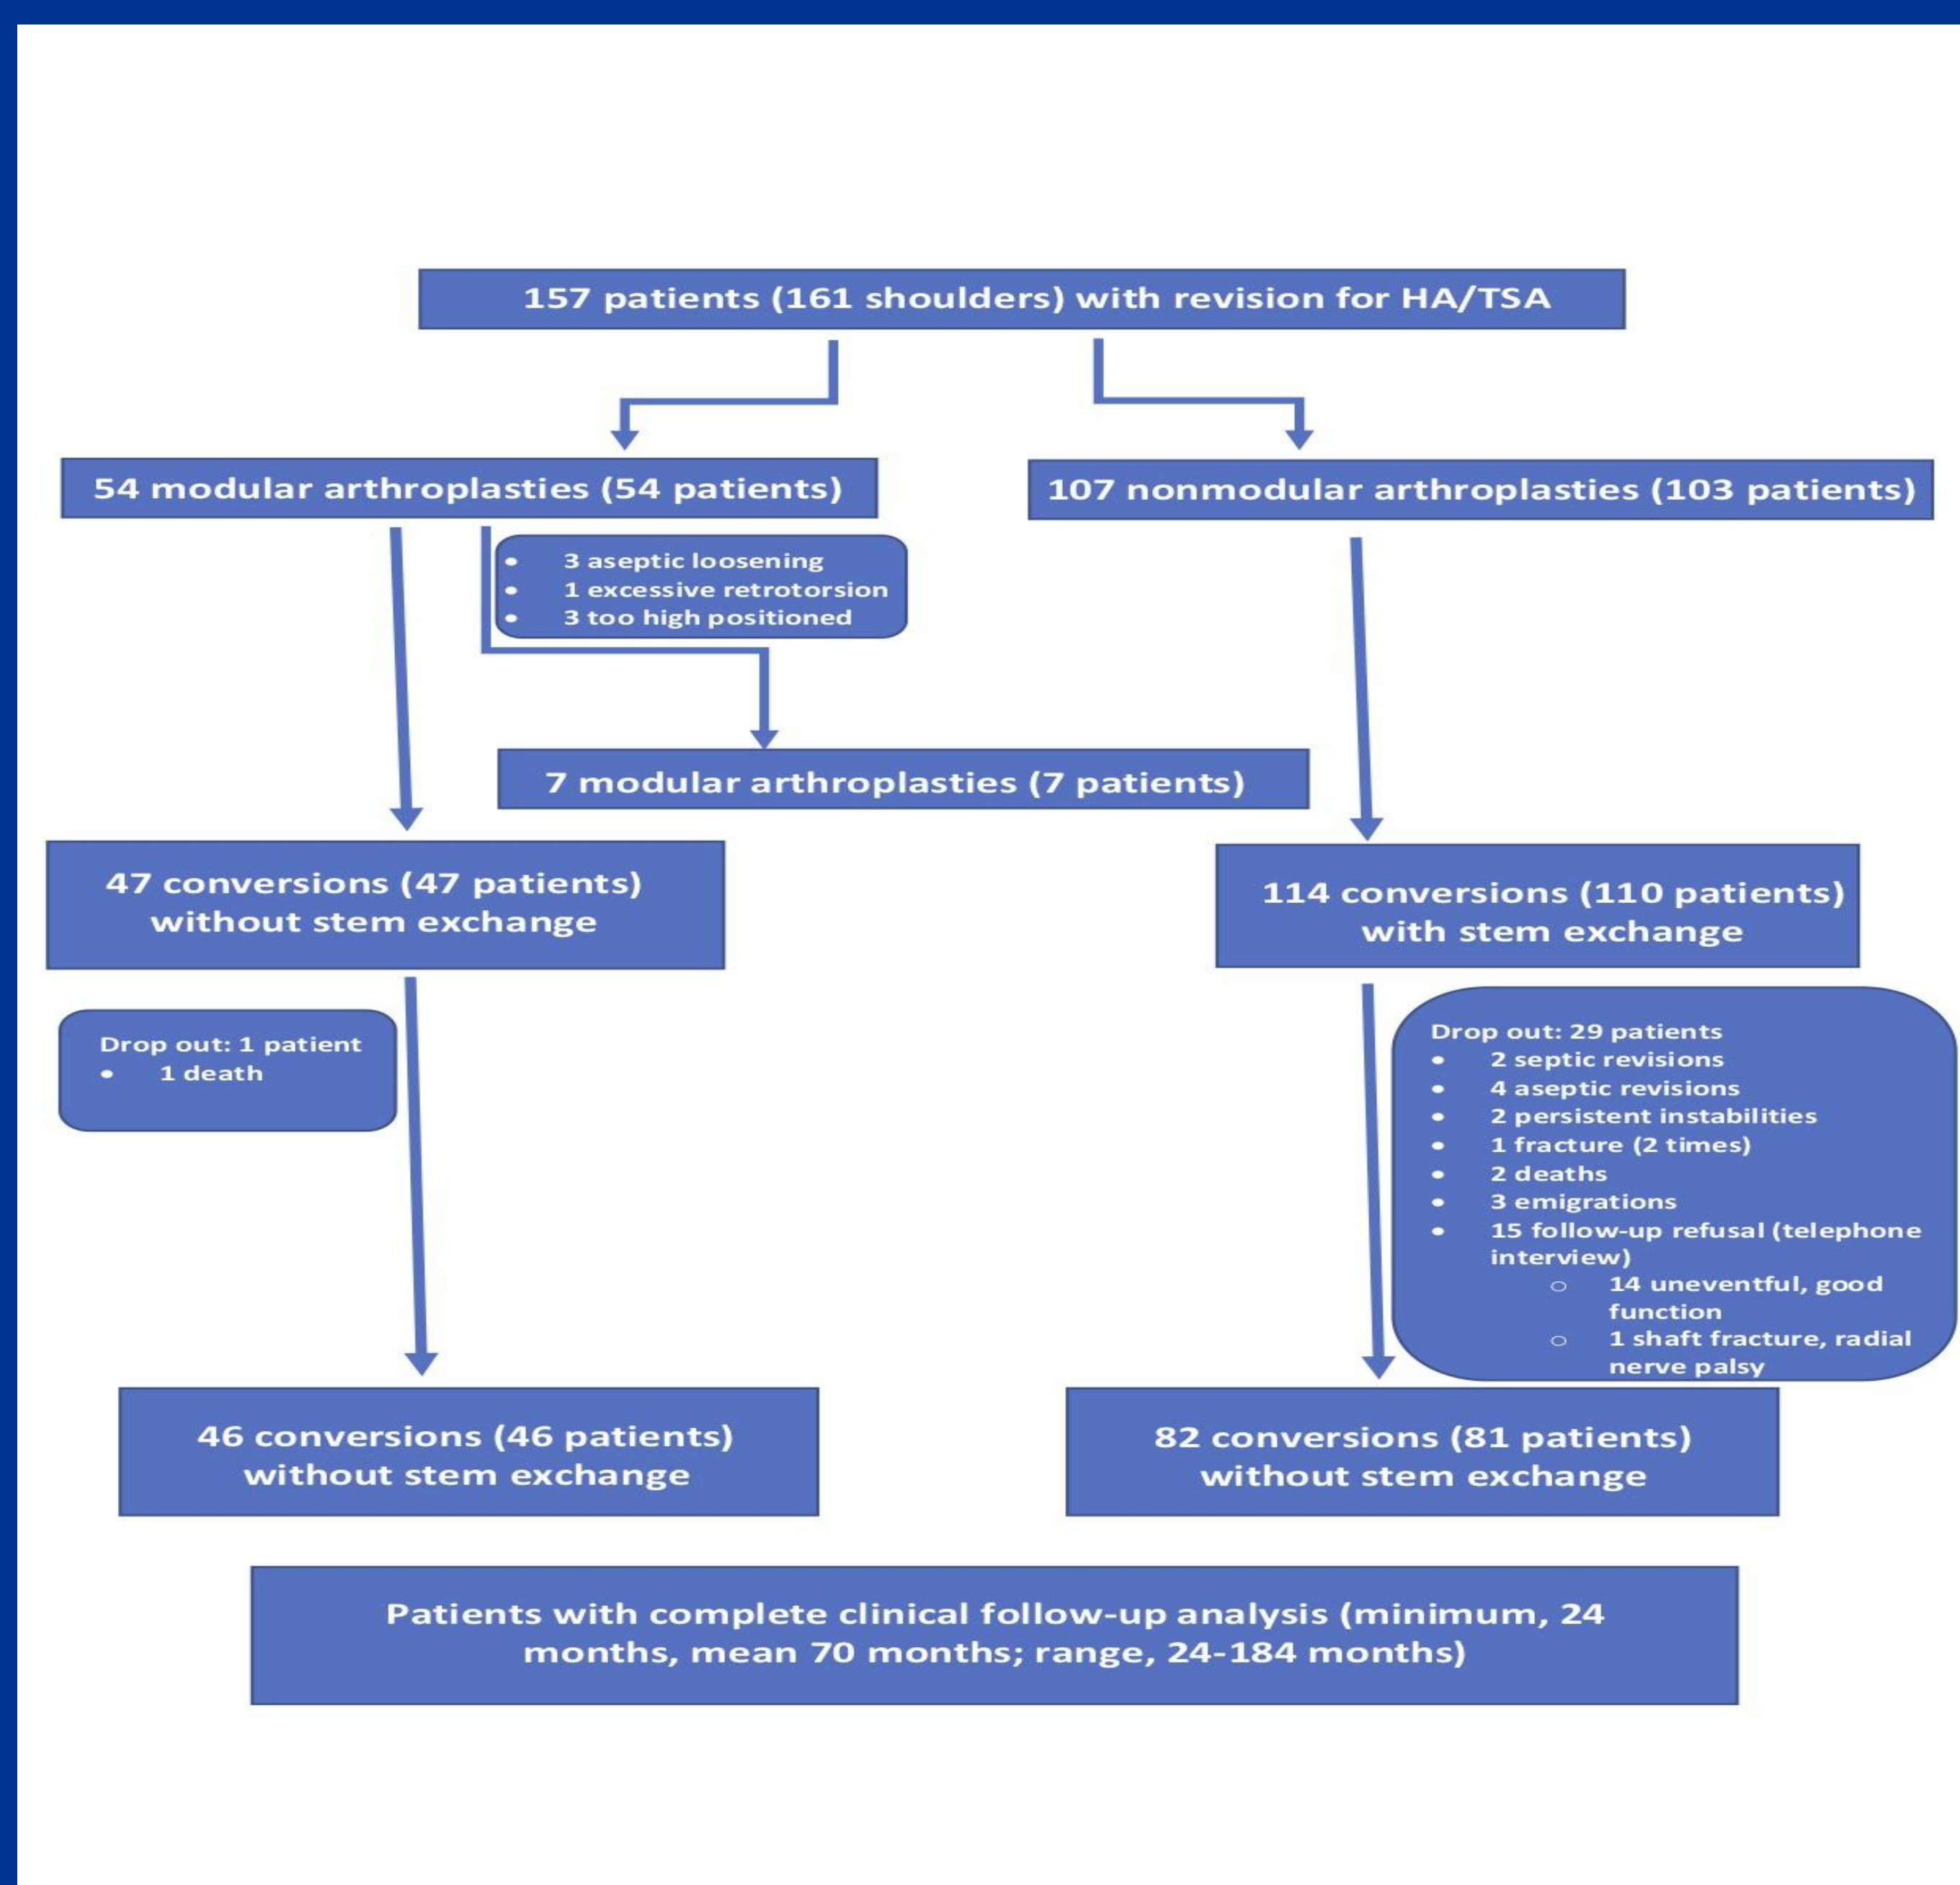 157 patients (161 shoulders) with revision for HA/TSA
54 modular arthroplasties (54 patients)
107 nonmodular arthroplasties (103 patients)
• 3 aseptic loosening
• 1 excessive retrotorsion
• 3 too high positioned
7 modular arthroplasties (7 patients)
47 conversions (47 patients)
without stem exchange
114 conversions (110 patients)
with stem exchange
Drop out: 1 patient
• 1 death
Drop out: 29 patients
• 2 septic revisions
• 4 aseptic revisions
• 2 persistent instabilities
• 1 fracture (2 times)
• 2 deaths
• 3 emigrations
• 15 follow-up refusal (telephone
interview)
○ 14 uneventful, good
function
○ 1 shaft fracture, radial
nerve palsy
46 conversions (46 patients)
without stem exchange
82 conversions (81 patients)
without stem exchange
Patients with complete clinical follow-up analysis (minimum, 24
months, mean 70 months; range, 24-184 months)